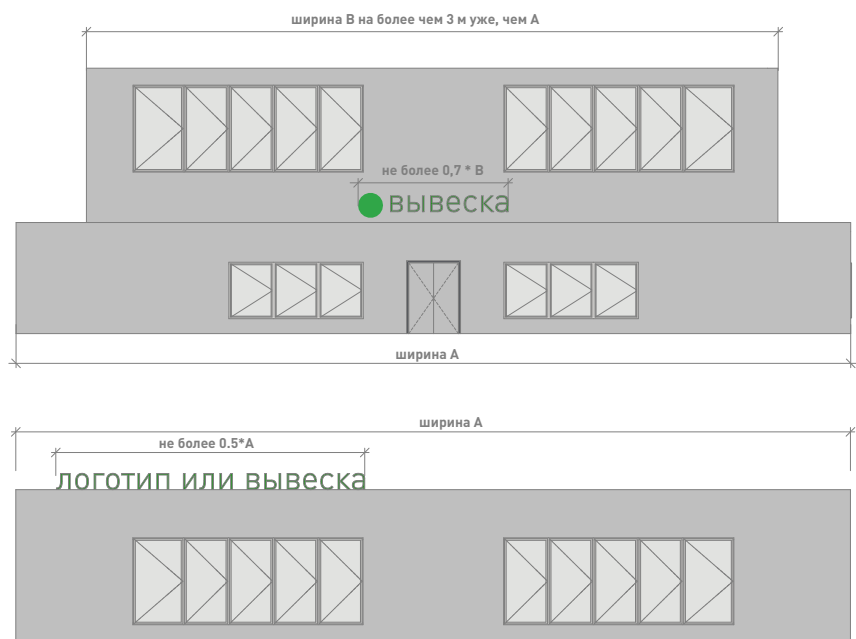 ширина В на более чем 3 м уже, чем А
не более 0,7 * В
вывеска
ширина А
ширина А
не более 0.5*А
логотип или вывеска